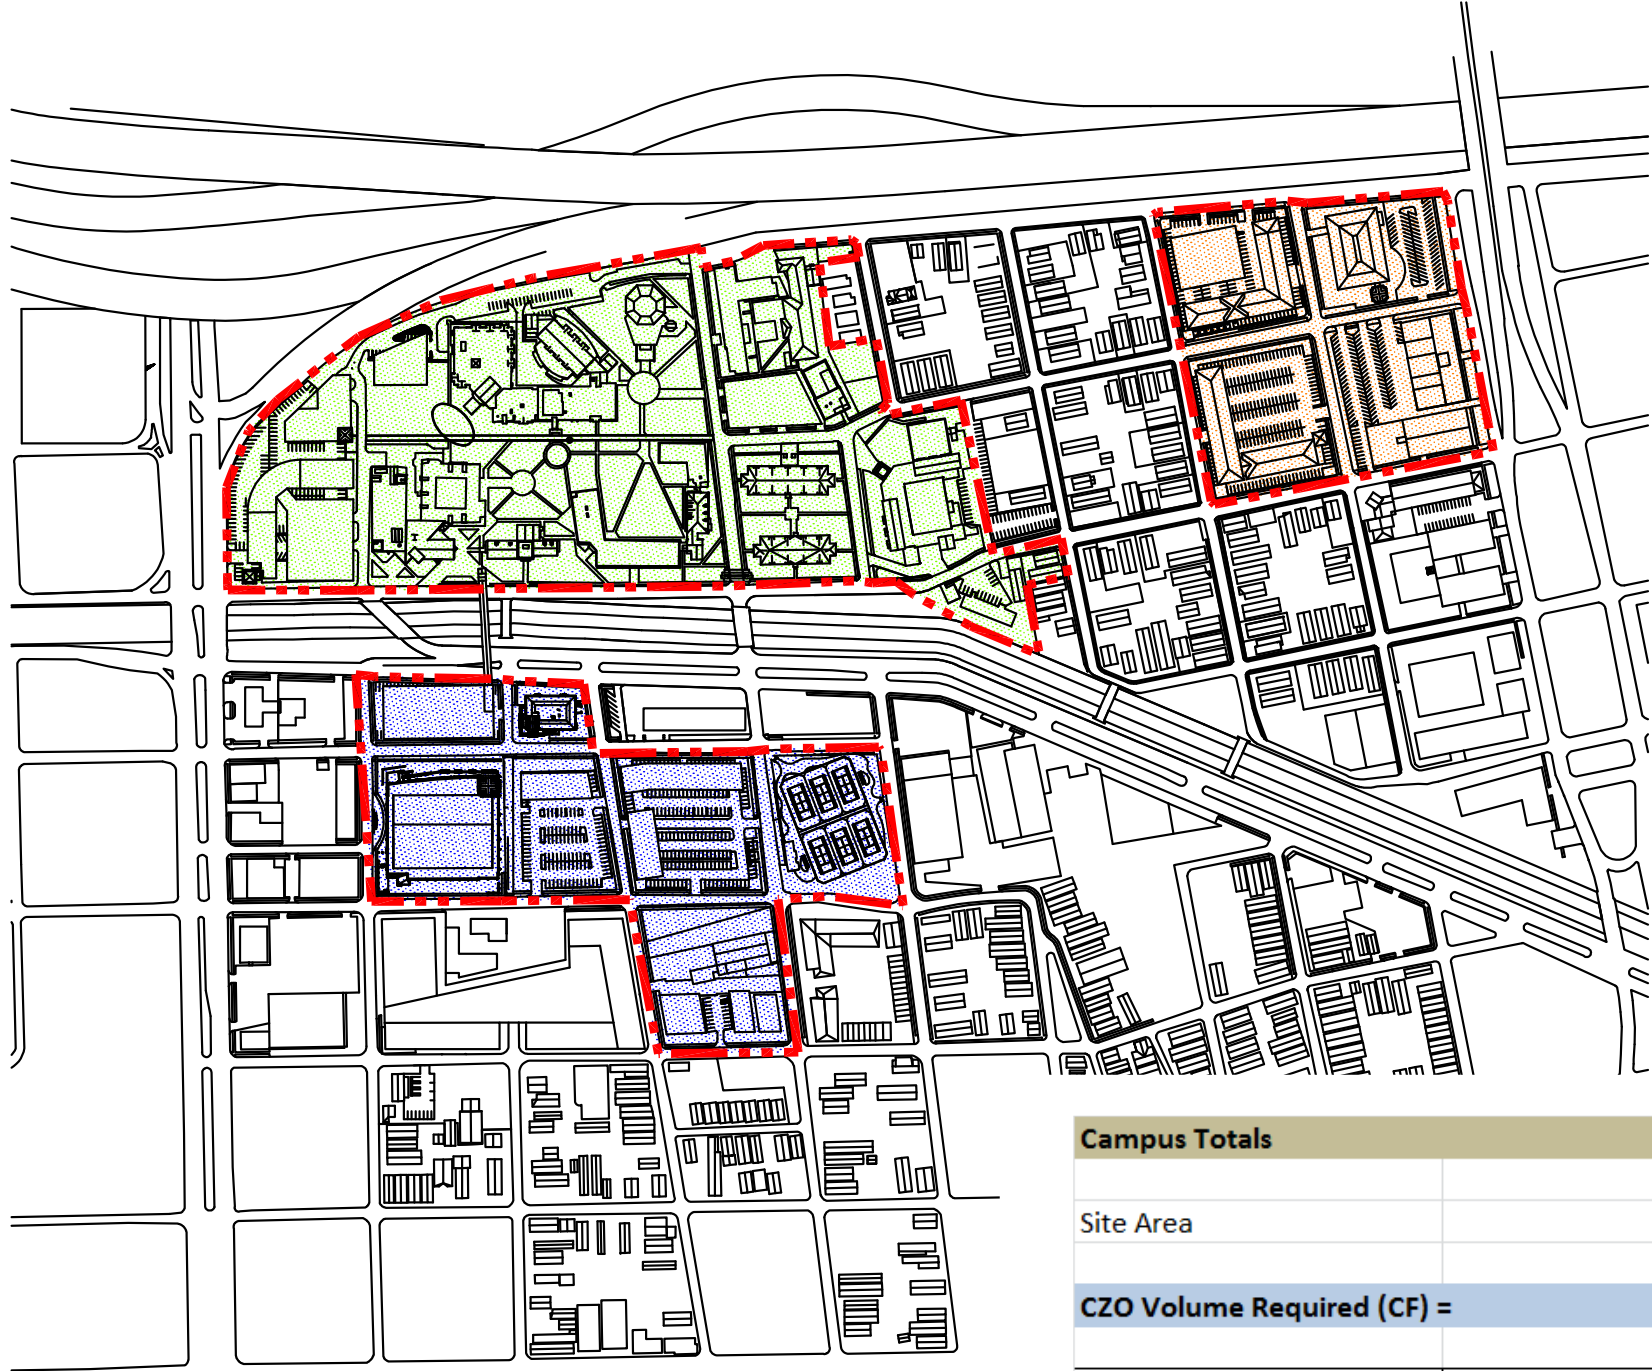 Campus Totals
Site Area
CZO Volume Required (CF) =